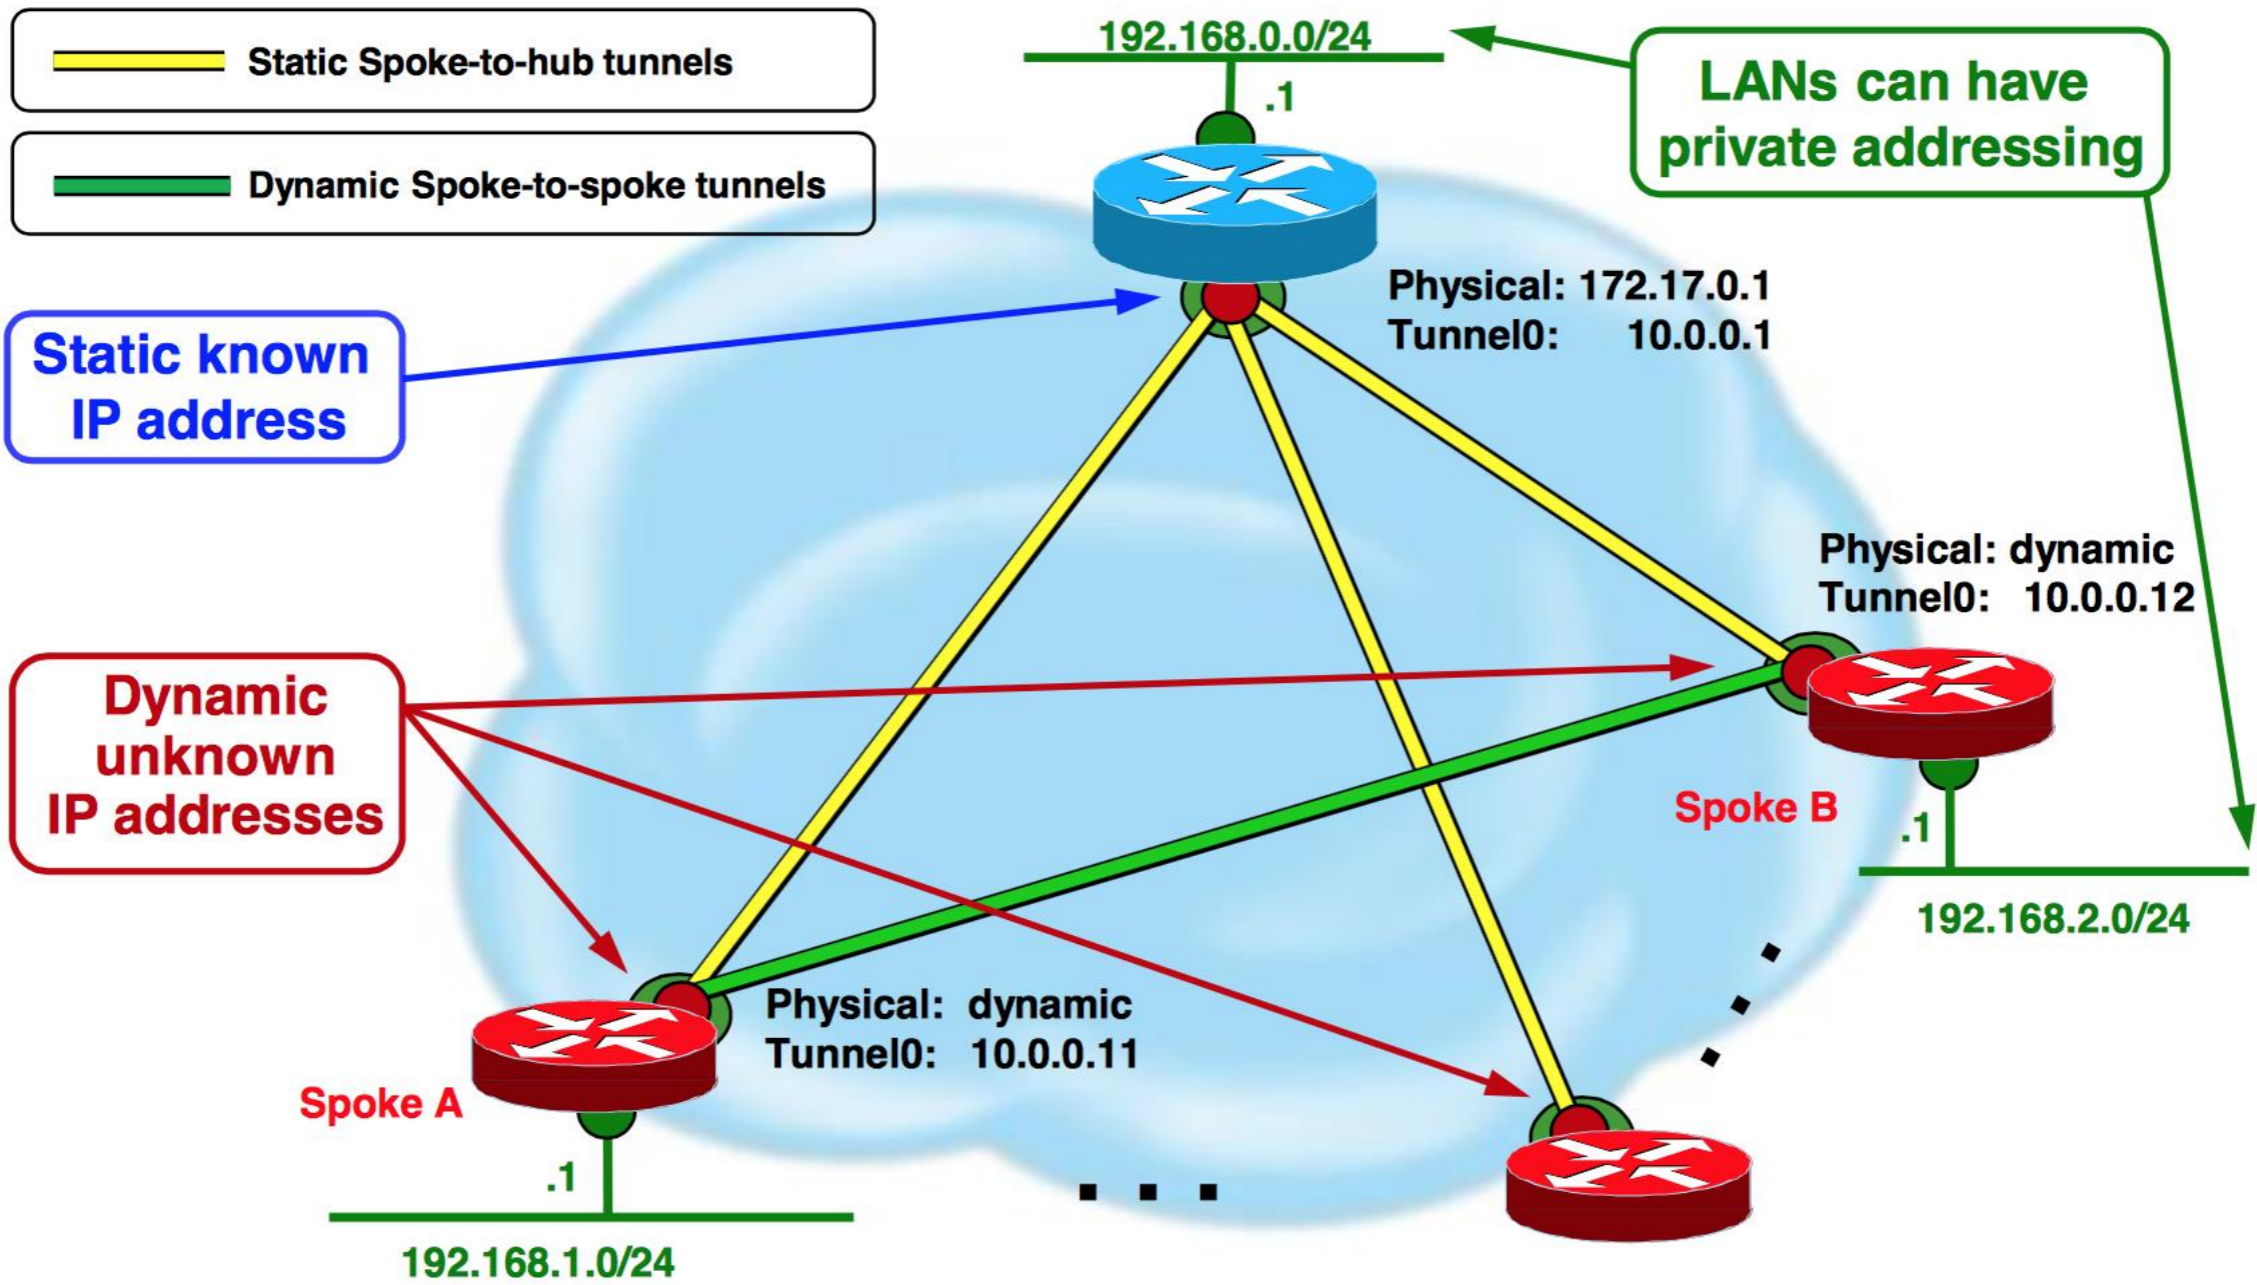 Static Spoke-to-hub tunnels
Dynamic Spoke-to-spoke tunnels
192.168.0.0/24
.1
LANs can have
private addressing
Physical: 172.17.0.1
Tunnel0: 10.0.0.1
Static known
IP address
Physical: dynamic
Tunnel0: 10.0.0.12
Dynamic
unknown
IP addresses
Spoke B
.1
192.168.2.0/24
Physical: dynamic
Tunnel0: 10.0.0.11
Spoke A
.1
. . .
. . .
192.168.1.0/24